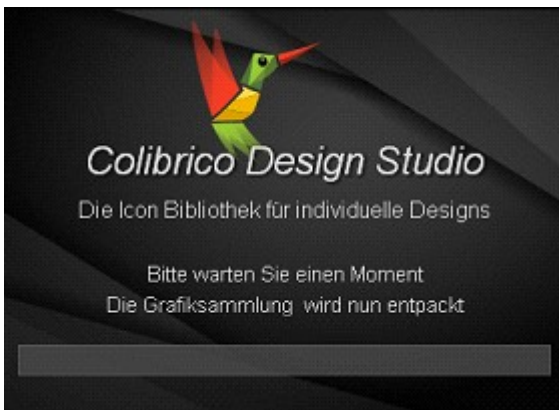 Colibrico Design Studio
Die Icon Bibliothek für individuelle Designs
Bitte warten Sie einen Moment
Die Grafiksammlung wird nun entpackt